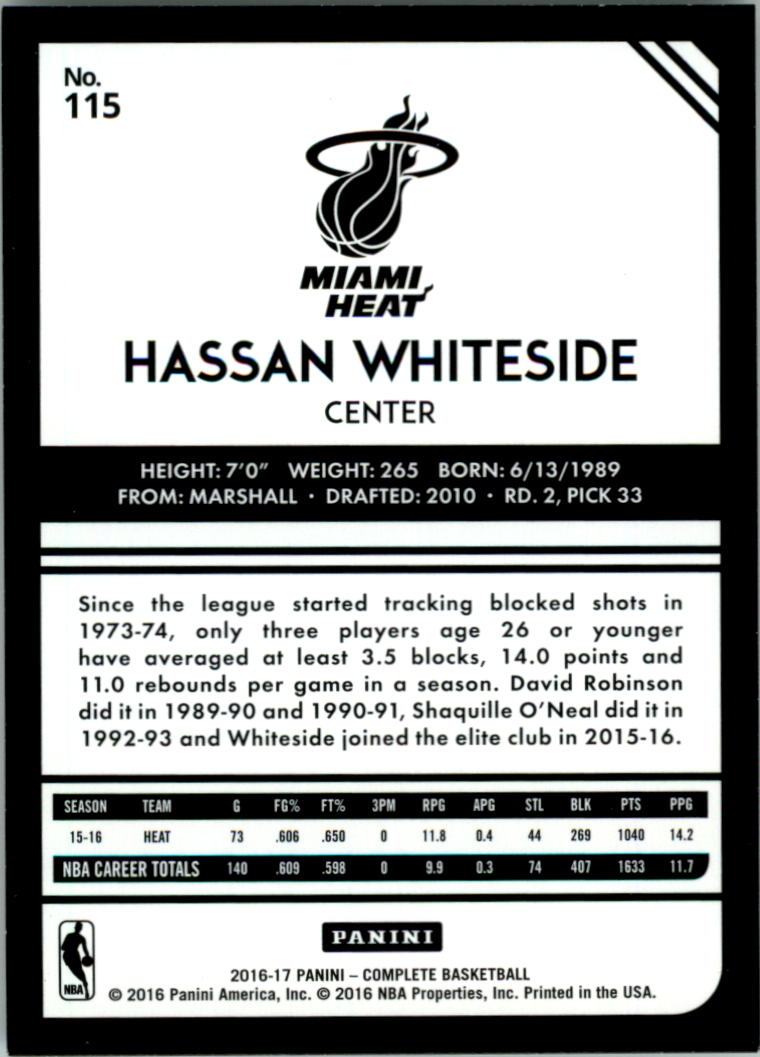 No.
115
MIAMI
HEAT
HASSAN WHITESIDE
CENTER
HEIGHT: 7'0" WEIGHT: 265 BORN: 6/13/1989
FROM: MARSHALL · DRAFTED: 2010 · RD. 2, PICK 33
Since the league started tracking blocked shots in
1973-74, only three players age 26 or younger
have averaged at least 3.5 blocks, 14.0 points and
11.0 rebounds per game in a season. David Robinson
did it in 1989-90 and 1990-91, Shaquille O'Neal did it in
1992-93 and Whiteside joined the elite club in 2015-16.
SEASON TEAM G FG% FT% 3PM RPG APG STL BLK PTS PPG
15-16 HEAT 73 .606 .650 0 11.8 0.4 44 269 1040 14.2
NBA CAREER TOTALS 140 .609 .598 0 9.9 0.3 74 407 1633 11.7
PANINI
NBA
2016-17 PANINI – COMPLETE BASKETBALL
© 2016 Panini America, Inc. © 2016 NBA Properties, Inc. Printed in the USA.